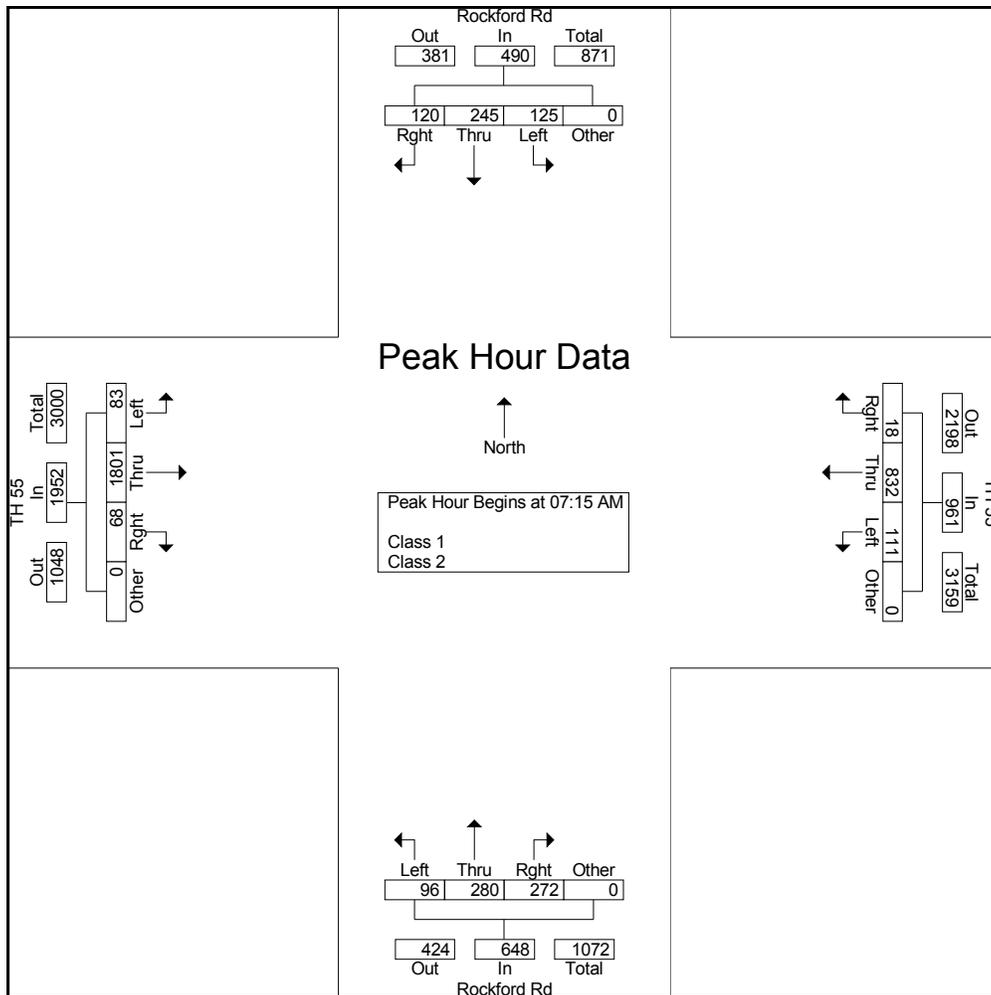 Rockford Rd
Out In Total
381 490 871
120 245 125 0
Rght Thru Left Other
Peak Hour Data
North
Peak Hour Begins at 07:15 AM
Class 1
Class 2
TH 55
Total In Out
3000 1952 1048
83 1801 68 0
Left Thru Rght Other
Rght Thru Left Other
18 832 111 0
Out In Total
2198 961 3159
Left Thru Rght Other
96 280 272 0
424 648 1072
Out In Total
Rockford Rd